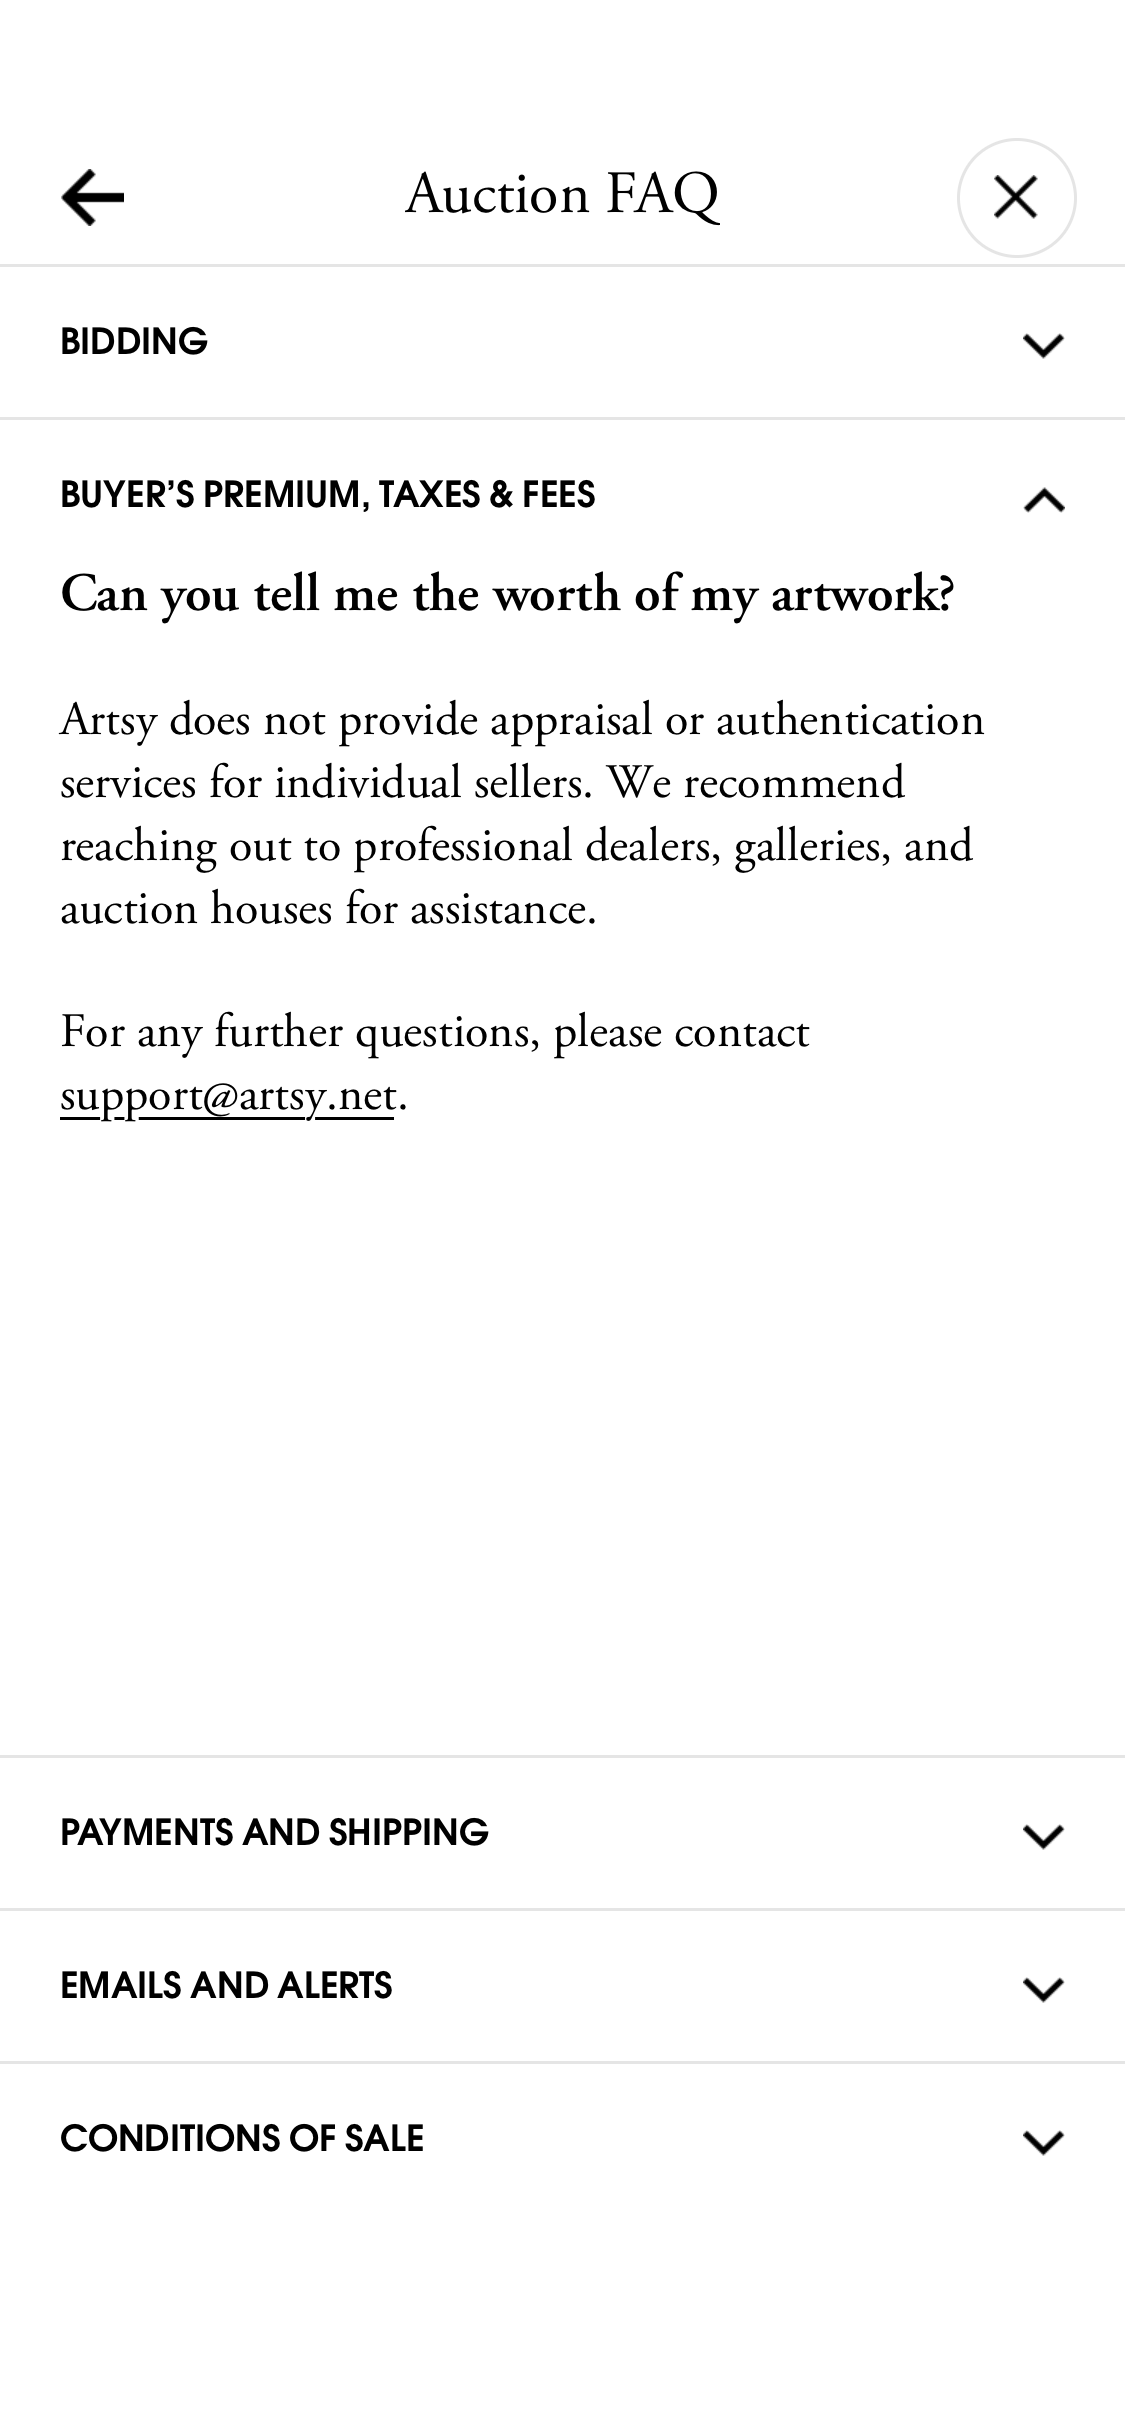 Auction FAQ
BIDDING
BUYER’S PREMIUM, TAXES & FEES
Can you tell me the worth of my artwork?
Artsy does not provide appraisal or authentication
services for individual sellers. We recommend
reaching out to professional dealers, galleries, and
auction houses for assistance.
For any further questions, please contact
support@artsy.net.
PAYMENTS AND SHIPPING
EMAILS AND ALERTS
CONDITIONS OF SALE